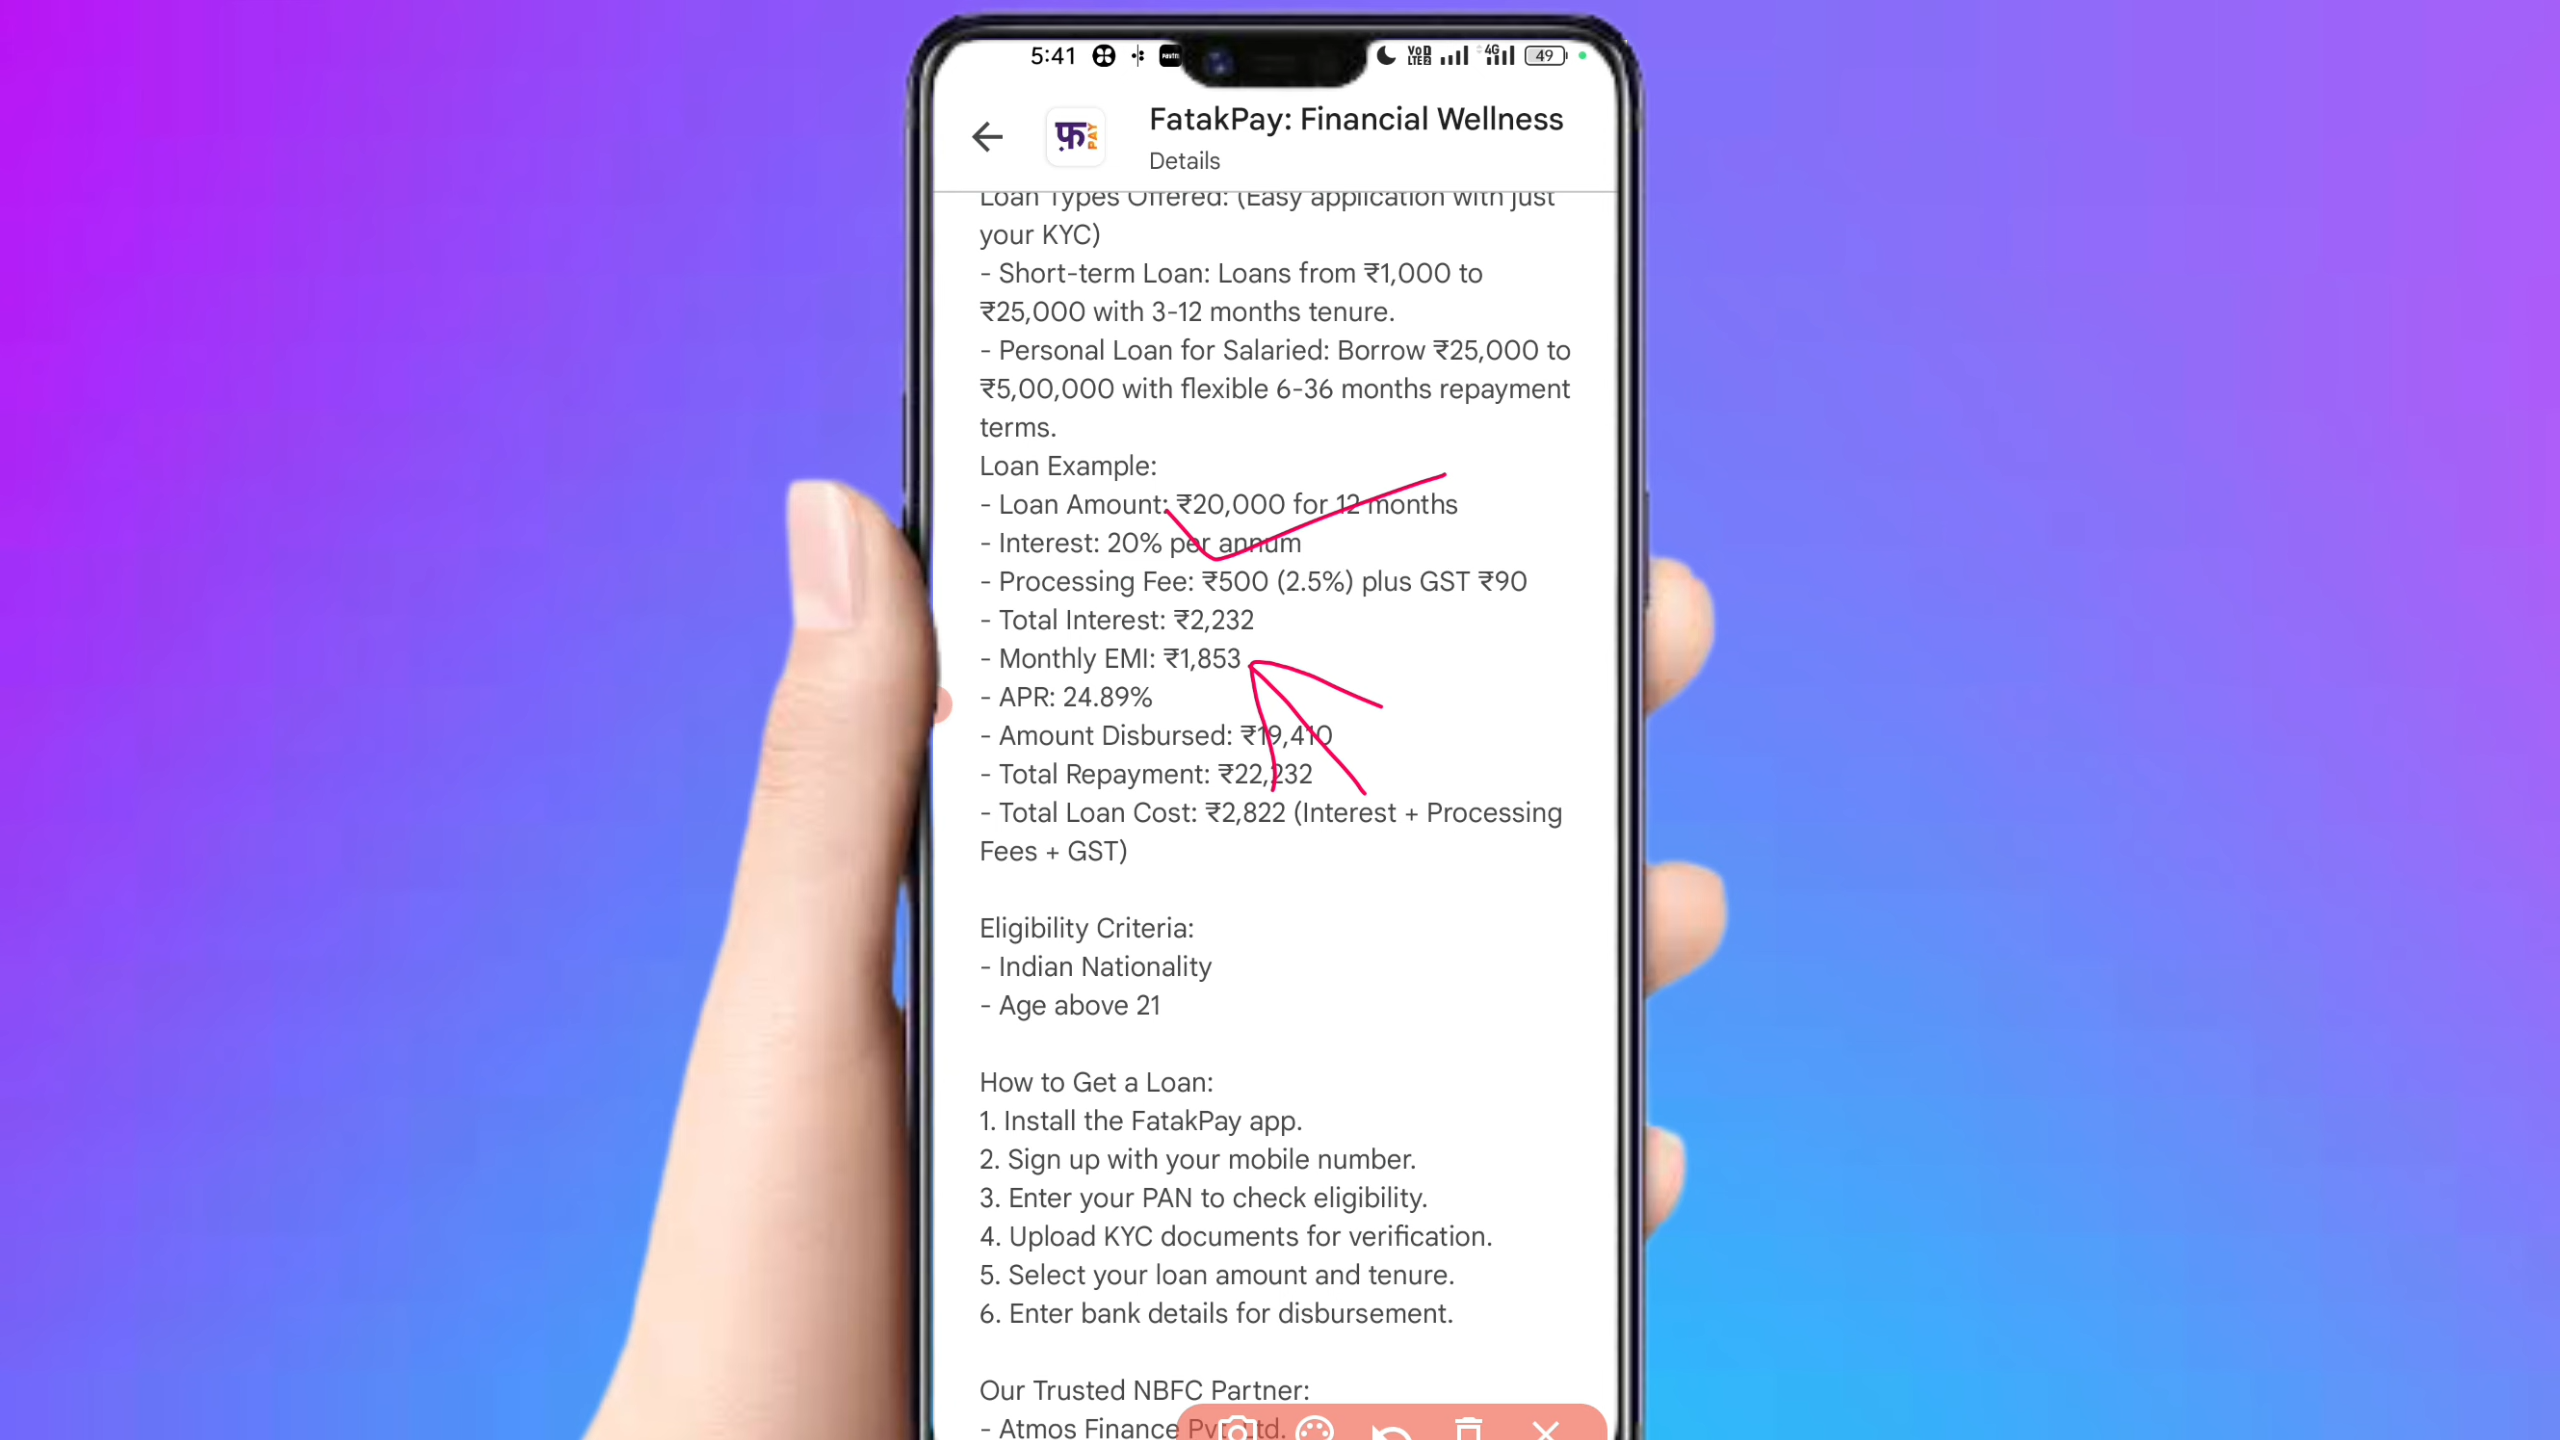 5:41
Paytm
VoD
LTE
4G
49
फ़
PAY
FatakPay: Financial Wellness
Details
Loan Types Offered: (Easy application with just
your KYC)
- Short-term Loan: Loans from ₹1,000 to
₹25,000 with 3-12 months tenure.
- Personal Loan for Salaried: Borrow ₹25,000 to
₹5,00,000 with flexible 6-36 months repayment
terms.
Loan Example:
- Loan Amount: ₹20,000 for 12 months
- Interest: 20% per annum
- Processing Fee: ₹500 (2.5%) plus GST ₹90
- Total Interest: ₹2,232
- Monthly EMI: ₹1,853
- APR: 24.89%
- Amount Disbursed: ₹19,410
- Total Repayment: ₹22,232
- Total Loan Cost: ₹2,822 (Interest + Processing
Fees + GST)
Eligibility Criteria:
- Indian Nationality
- Age above 21
How to Get a Loan:
1. Install the FatakPay app.
2. Sign up with your mobile number.
3. Enter your PAN to check eligibility.
4. Upload KYC documents for verification.
5. Select your loan amount and tenure.
6. Enter bank details for disbursement.
Our Trusted NBFC Partner:
- Atmos Finance Pvt. Ltd.